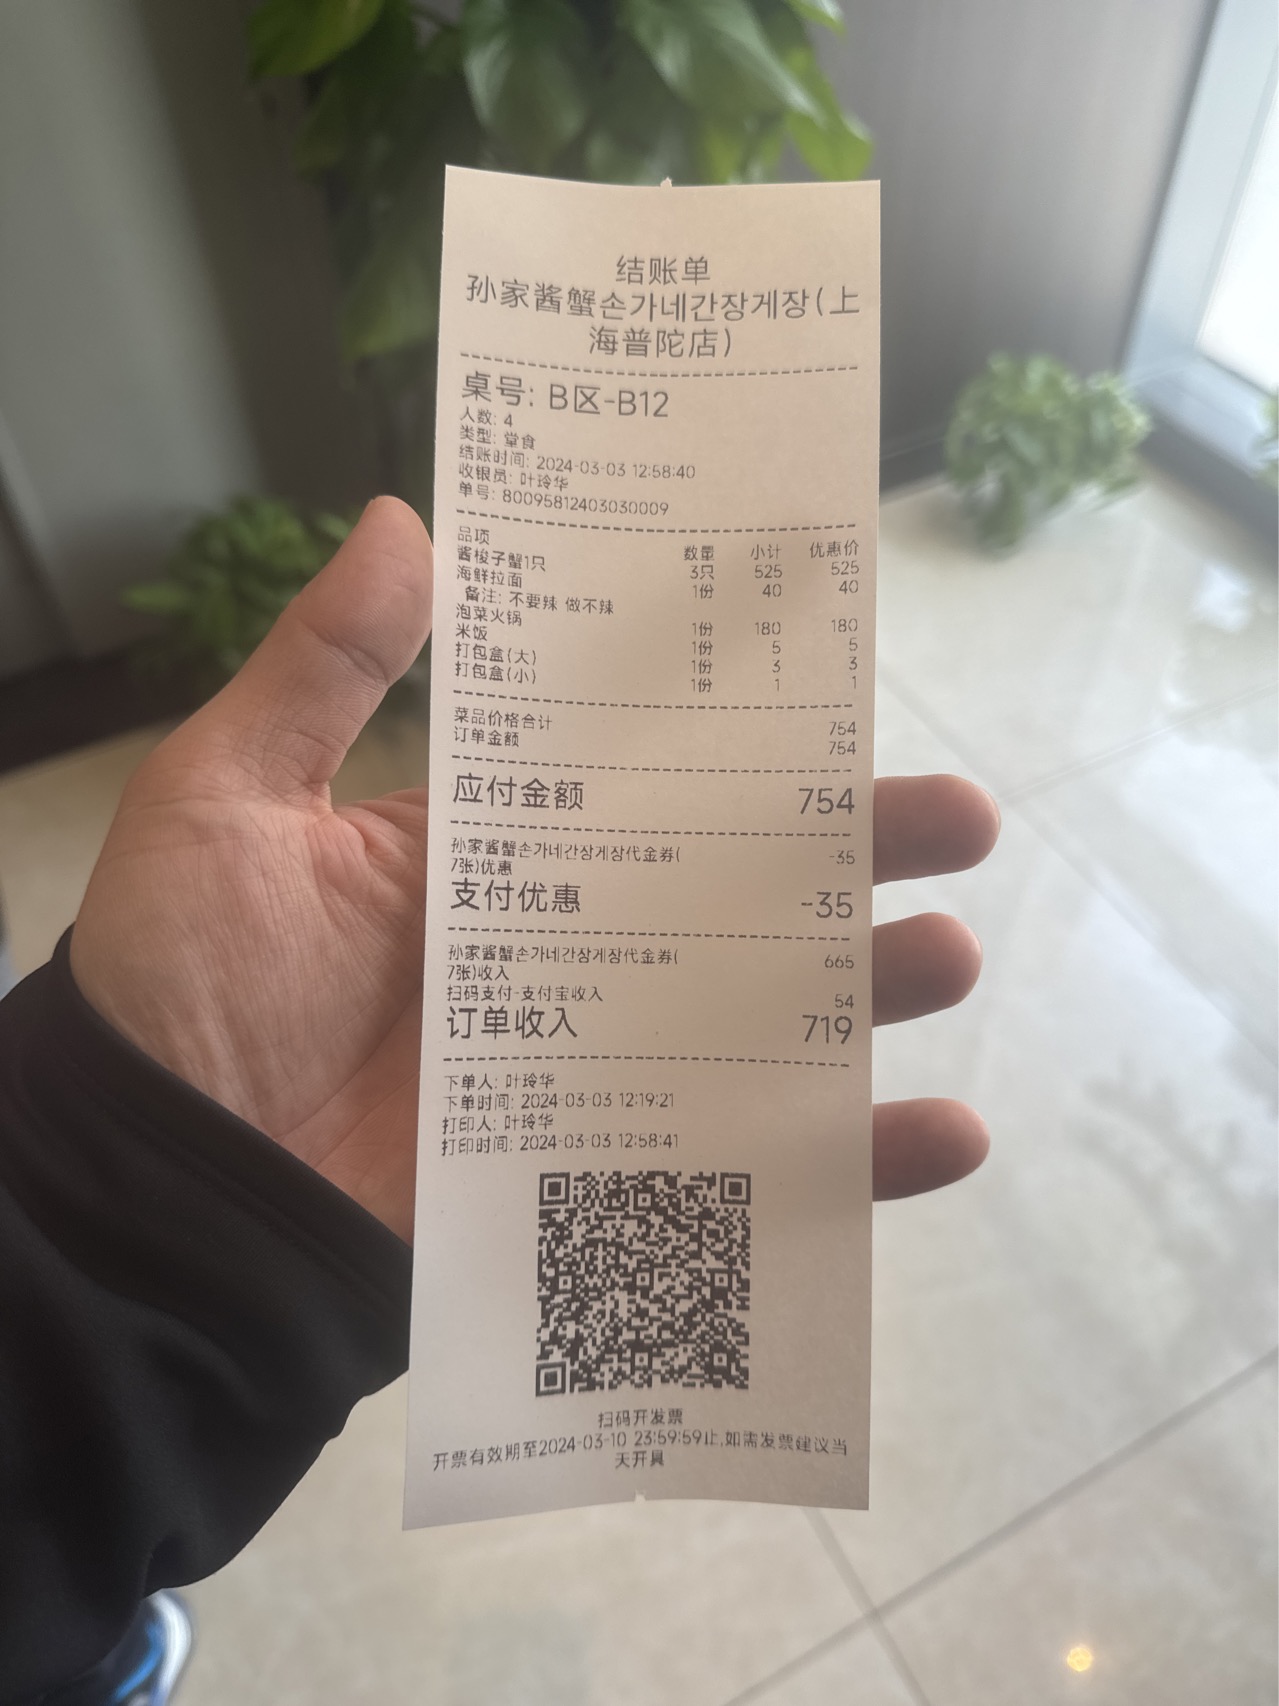 结账单
孙家酱蟹손가네간장게장(上
海普陀店)
桌号: B区-B12
人数: 4
类型: 堂食
结账时间: 2024-03-03 12:58:40
收银员: 叶玲华
单号: 80095812403030009
品项 数量 小计 优惠价
酱梭子蟹1只 3只 525 525
海鲜拉面 1份 40 40
备注: 不要辣 做不辣
泡菜火锅 1份 180 180
米饭 1份 5 5
打包盒(大) 1份 3 3
打包盒(小) 1份 1 1
菜品价格合计 754
订单金额 754
应付金额 754
孙家酱蟹손가네간장게장代金券( -35
7张)优惠
支付优惠 -35
孙家酱蟹손가네간장게장代金券( 665
7张)收入
扫码支付-支付宝收入 54
订单收入 719
下单人: 叶玲华
下单时间: 2024-03-03 12:19:21
打印人: 叶玲华
打印时间: 2024-03-03 12:58:41
扫码开发票
开票有效期至2024-03-10 23:59:59止,如需发票建议当
天开具